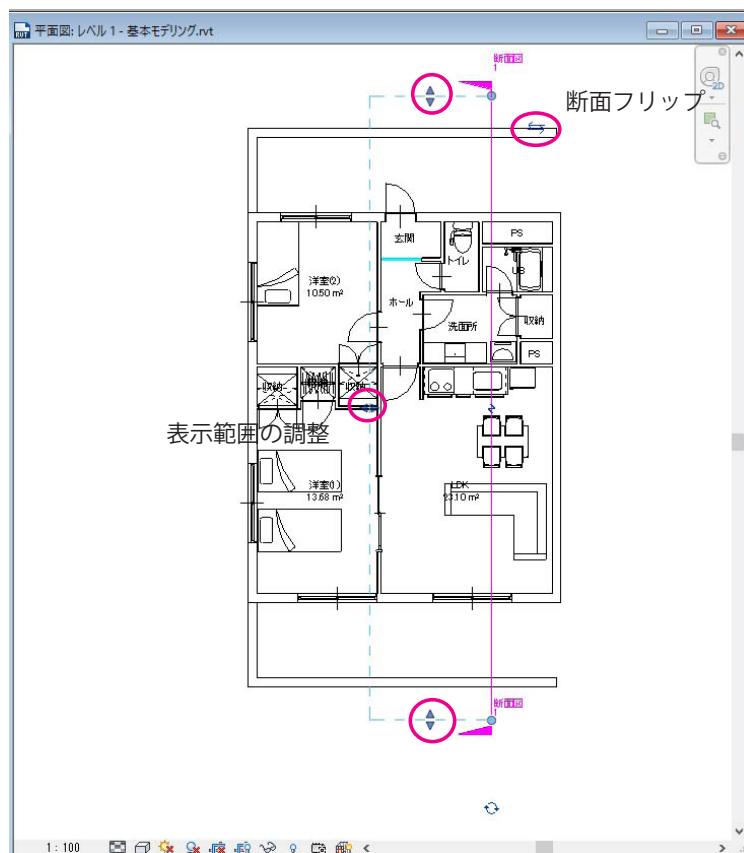 平面図: レベル 1 - 基本モデリング.rvt
断面図
1
2D
断面フリップ
PS
玄関
トイレ
UB
洋室(2)
10.50 m²
ホール
洗面所
収納
PS
収納
収納
表示範囲の調整
洋室(1)
13.68 m²
LDK
23.10 m²
断面図
1
1 : 100